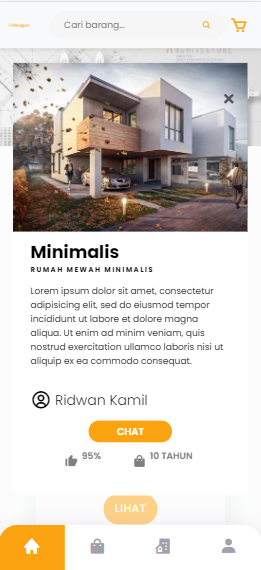 Cari barang...
Minimalis
RUMAH MEWAH MINIMALIS
Lorem ipsum dolor sit amet, consectetur
adipisicing elit, sed do eiusmod tempor
incididunt ut labore et dolore magna
aliqua. Ut enim ad minim veniam, quis
nostrud exercitation ullamco laboris nisi ut
aliquip ex ea commodo consequat.
Ridwan Kamil
CHAT
95%
10 TAHUN
LIHAT